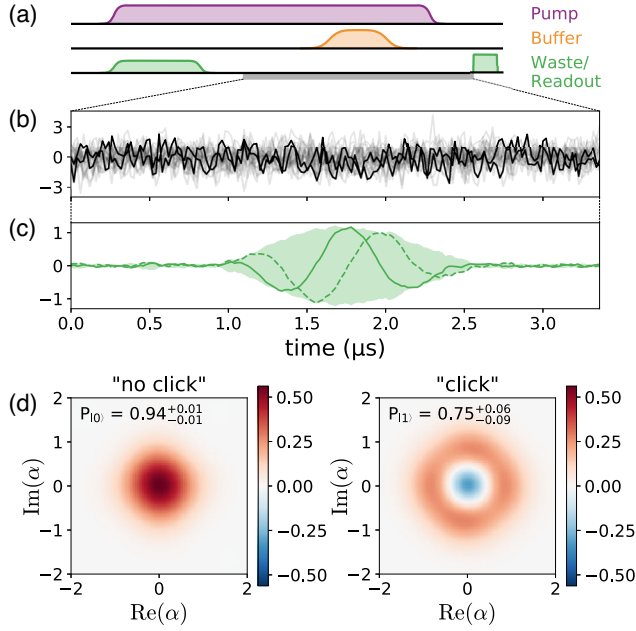 (a)
Pump
Buffer
Waste/
Readout
(b)
3
0
−3
(c)
1
0
−1
0.0 0.5 1.0 1.5 2.0 2.5 3.0
time (μs)
(d)
"no click"
P|0⟩ = 0.94 +0.01 −0.01
2
1
0
−1
−2
Im(α)
−2 0 2
Re(α)
0.50
0.25
0.00
−0.25
−0.50
"click"
P|1⟩ = 0.75 +0.06 −0.09
2
1
0
−1
−2
Im(α)
−2 0 2
Re(α)
0.50
0.25
0.00
−0.25
−0.50